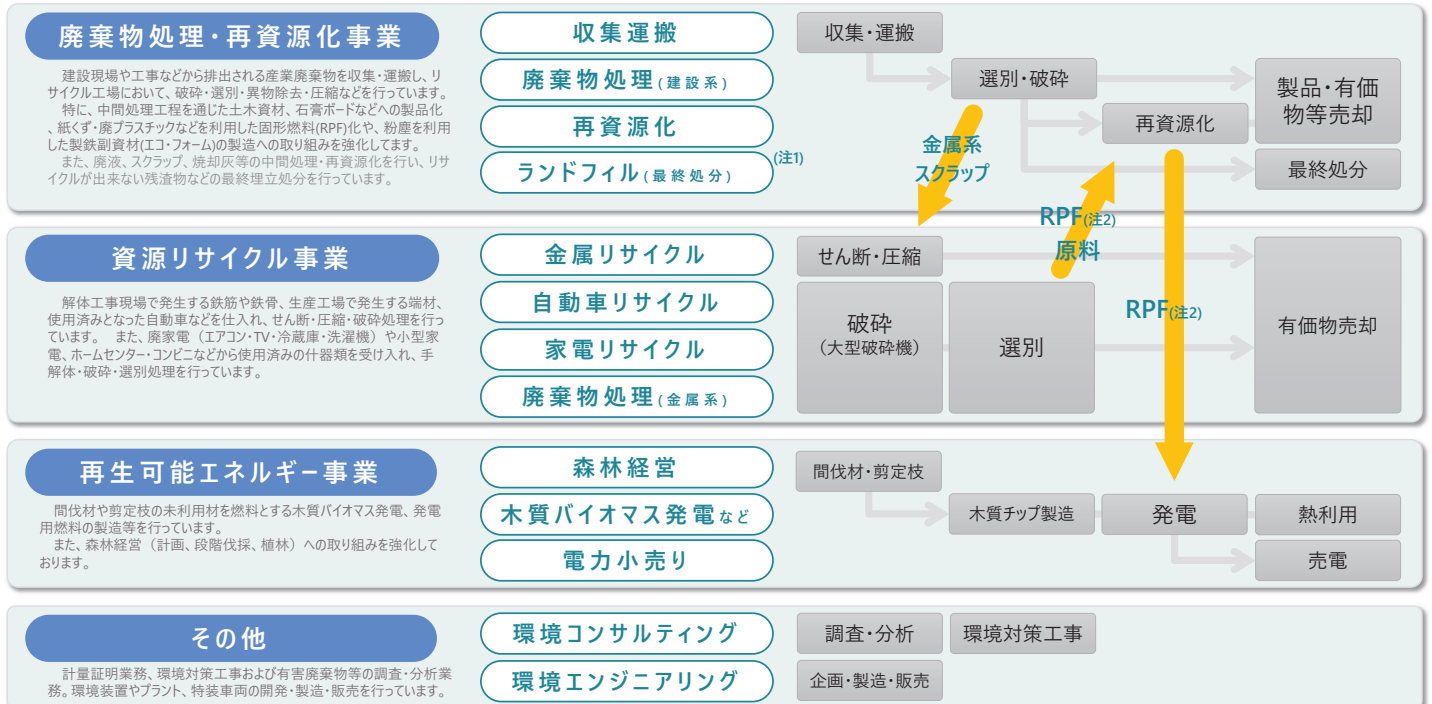 廃棄物処理・再資源化事業
建設現場や工事などから排出される産業廃棄物を収集・運搬し、リ
サイクル工場において、破砕・選別・異物除去・圧縮などを行っています。
特に、中間処理工程を通じた土木資材、石膏ボードなどへの製品化
、紙くず・廃プラスチックなどを利用した固形燃料(RPF)化や、粉塵を利用
した製鉄副資材(エコ・フォーム)の製造への取り組みを強化してます。
また、廃液、スクラップ、焼却灰等の中間処理・再資源化を行い、リサ
イクルが出来ない残渣物などの最終埋立処分を行っています。
収集運搬
廃棄物処理(建設系)
再資源化
ランドフィル(最終処分)
(注1)
収集・運搬
選別・破砕
再資源化
製品・有価
物等売却
最終処分
金属系
スクラップ
RPF(注2)
原料
RPF(注2)
資源リサイクル事業
解体工事現場で発生する鉄筋や鉄骨、生産工場で発生する端材、
使用済みとなった自動車などを仕入れ、せん断・圧縮・破砕処理を行っ
ています。 また、廃家電（エアコン・TV・冷蔵庫・洗濯機）や小型家
電、ホームセンター・コンビニなどから使用済みの什器類を受け入れ、手
解体・破砕・選別処理を行っています。
金属リサイクル
自動車リサイクル
家電リサイクル
廃棄物処理(金属系)
せん断・圧縮
破砕
（大型破砕機）
選別
有価物売却
再生可能エネルギー事業
間伐材や剪定枝の未利用材を燃料とする木質バイオマス発電、発電
用燃料の製造等を行っています。
また、森林経営（計画、段階伐採、植林）への取り組みを強化して
おります。
森林経営
木質バイオマス発電など
電力小売り
間伐材・剪定枝
木質チップ製造
発電
熱利用
売電
その他
計量証明業務、環境対策工事および有害廃棄物等の調査・分析業
務。環境装置やプラント、特装車両の開発・製造・販売を行っています。
環境コンサルティング
環境エンジニアリング
調査・分析
環境対策工事
企画・製造・販売